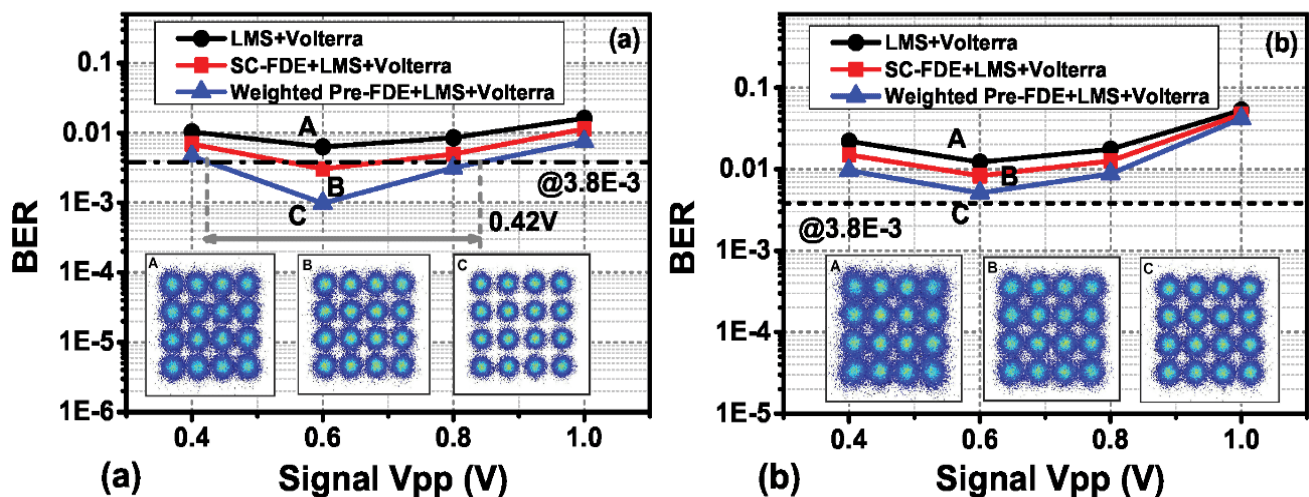 LMS+Volterra
SC-FDE+LMS+Volterra
Weighted Pre-FDE+LMS+Volterra
(a)
0.1
0.01
1E-3
1E-4
1E-5
1E-6
BER
A
B
C
@3.8E-3
0.42V
A
B
C
0.4
0.6
0.8
1.0
(a)
Signal Vpp (V)
LMS+Volterra
SC-FDE+LMS+Volterra
Weighted Pre-FDE+LMS+Volterra
(b)
0.1
0.01
1E-3
1E-4
1E-5
BER
A
B
C
@3.8E-3
A
B
C
0.4
0.6
0.8
1.0
(b)
Signal Vpp (V)